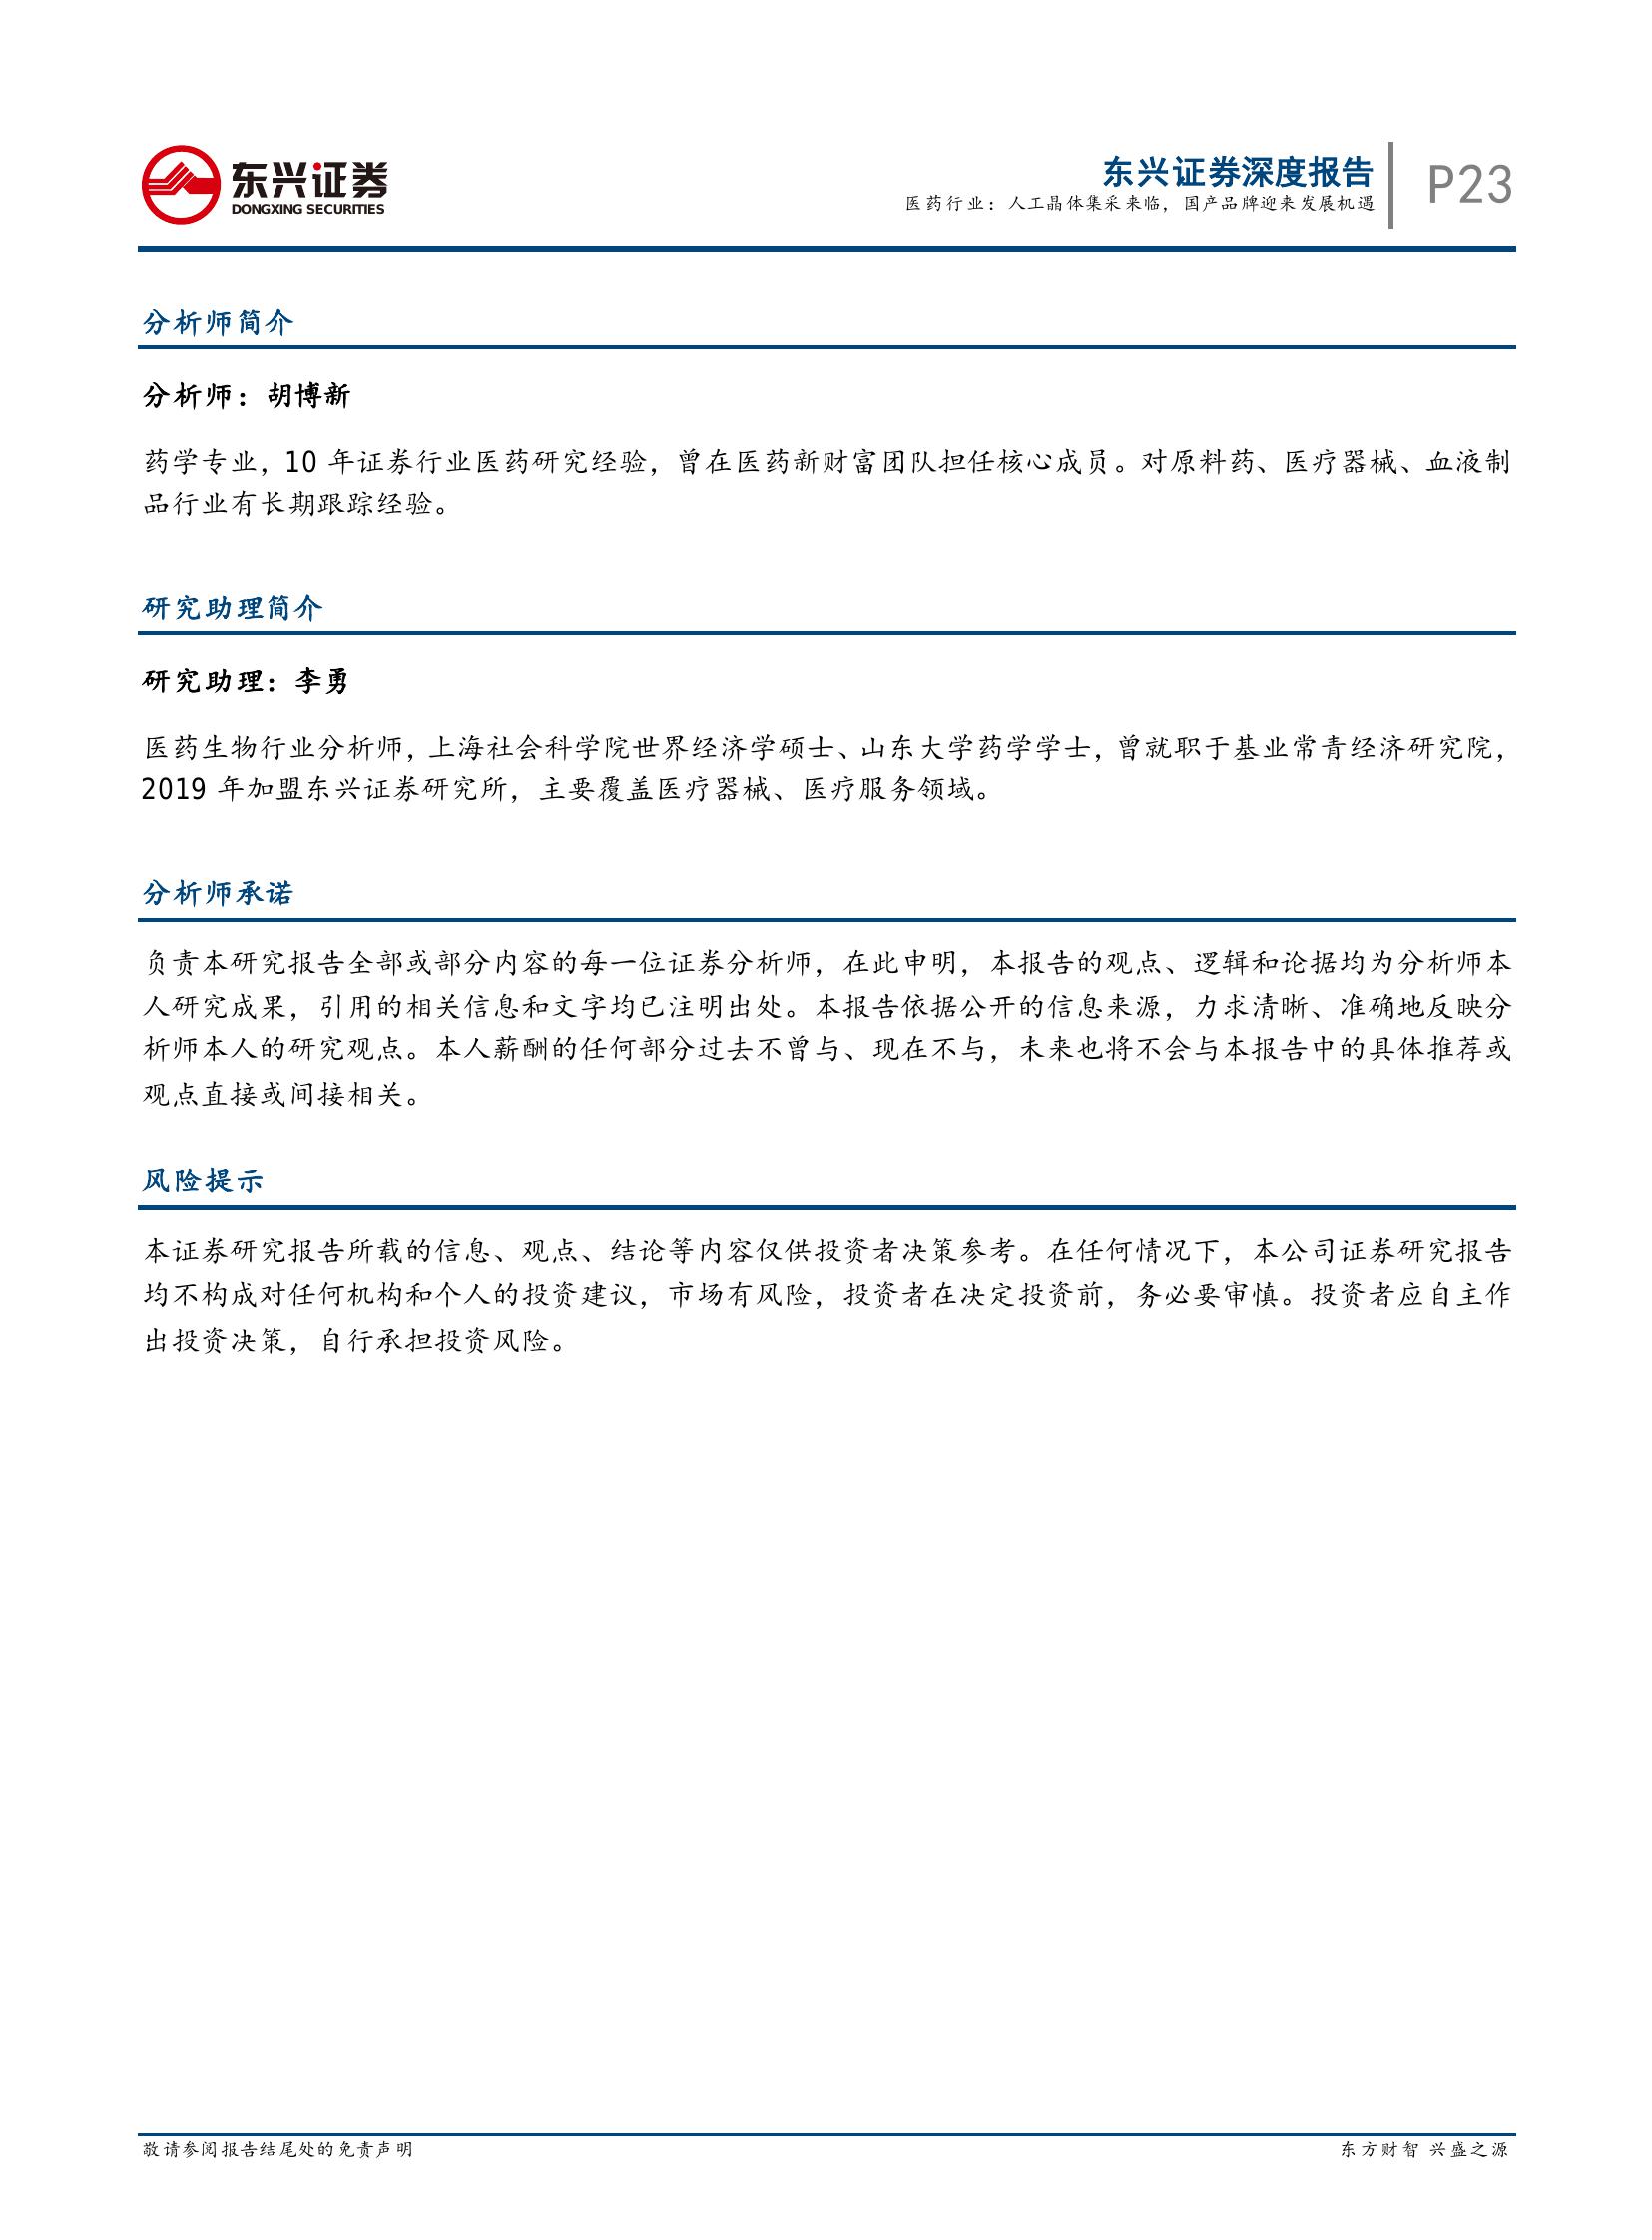 东兴证券
DONGXING SECURITIES
东兴证券深度报告
医药行业：人工晶体集采来临，国产品牌迎来发展机遇
P23
分析师简介
分析师：胡博新
药学专业，10 年证券行业医药研究经验，曾在医药新财富团队担任核心成员。对原料药、医疗器械、血液制
品行业有长期跟踪经验。
研究助理简介
研究助理：李勇
医药生物行业分析师，上海社会科学院世界经济学硕士、山东大学药学学士，曾就职于基业常青经济研究院，
2019 年加盟东兴证券研究所，主要覆盖医疗器械、医疗服务领域。
分析师承诺
负责本研究报告全部或部分内容的每一位证券分析师，在此申明，本报告的观点、逻辑和论据均为分析师本
人研究成果，引用的相关信息和文字均已注明出处。本报告依据公开的信息来源，力求清晰、准确地反映分
析师本人的研究观点。本人薪酬的任何部分过去不曾与、现在不与，未来也将不会与本报告中的具体推荐或
观点直接或间接相关。
风险提示
本证券研究报告所载的信息、观点、结论等内容仅供投资者决策参考。在任何情况下，本公司证券研究报告
均不构成对任何机构和个人的投资建议，市场有风险，投资者在决定投资前，务必要审慎。投资者应自主作
出投资决策，自行承担投资风险。
敬请参阅报告结尾处的免责声明
东方财智 兴盛之源